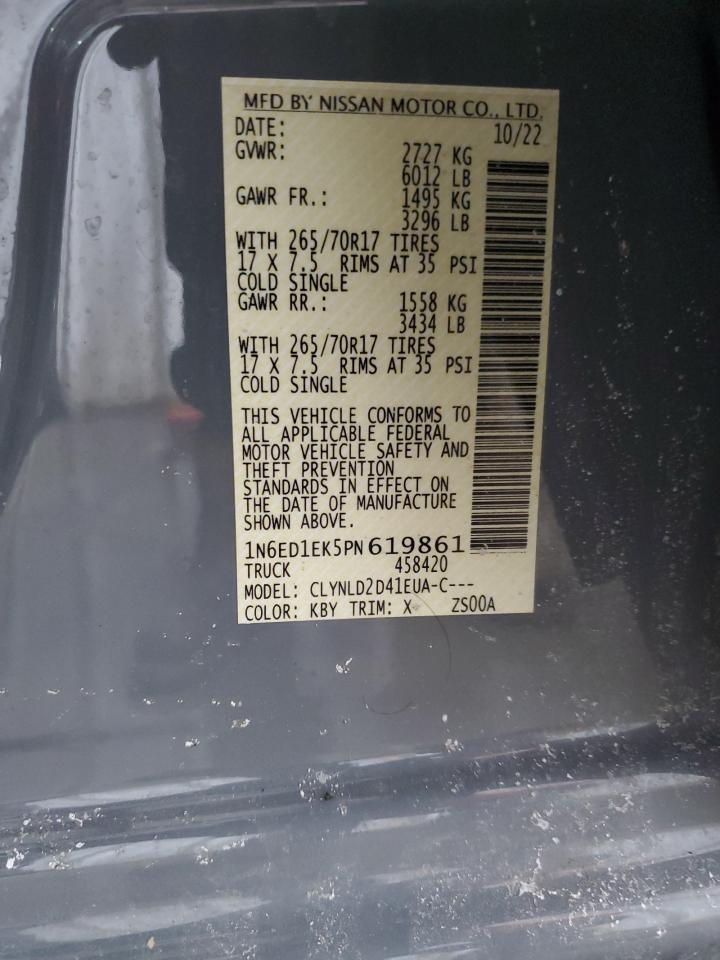 MFD BY NISSAN MOTOR CO., LTD.
DATE: 10/22
GVWR: 2727 KG
6012 LB
GAWR FR.: 1495 KG
3296 LB
WITH 265/70R17 TIRES
17 X 7.5 RIMS AT 35 PSI
COLD SINGLE
GAWR RR.: 1558 KG
3434 LB
WITH 265/70R17 TIRES
17 X 7.5 RIMS AT 35 PSI
COLD SINGLE
THIS VEHICLE CONFORMS TO
ALL APPLICABLE FEDERAL
MOTOR VEHICLE SAFETY AND
THEFT PREVENTION
STANDARDS IN EFFECT ON
THE DATE OF MANUFACTURE
SHOWN ABOVE.
1N6ED1EK5PN619861
TRUCK 458420
MODEL: CLYNLD2D41EUA-C---
COLOR: KBY TRIM: X ZS00A